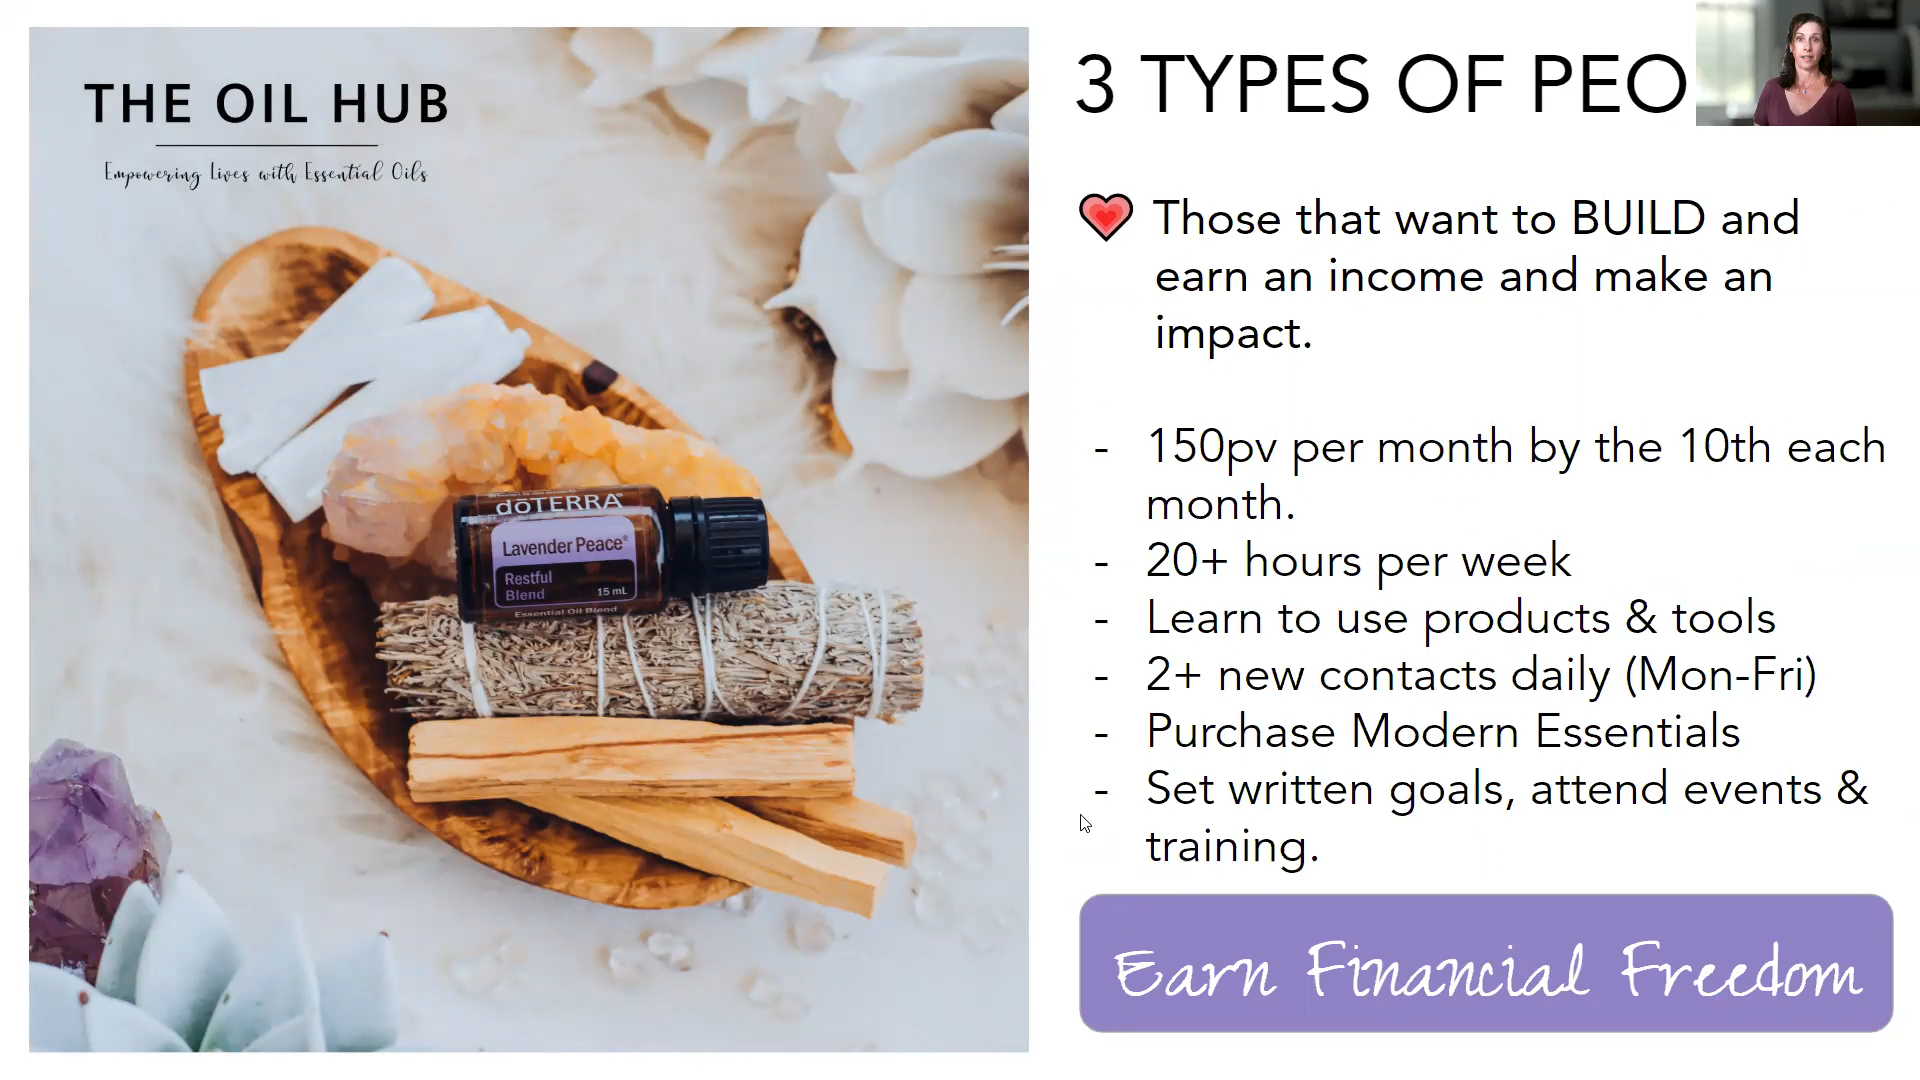 THE OIL HUB
Empowering Lives with Essential Oils
dōTERRA®
Lavender Peace®
Restful
Blend 15 mL
Essential Oil Blend
3 TYPES OF PEO
Those that want to BUILD and
earn an income and make an
impact.
- 150pv per month by the 10th each
month.
- 20+ hours per week
- Learn to use products & tools
- 2+ new contacts daily (Mon-Fri)
- Purchase Modern Essentials
- Set written goals, attend events &
training.
Earn Financial Freedom